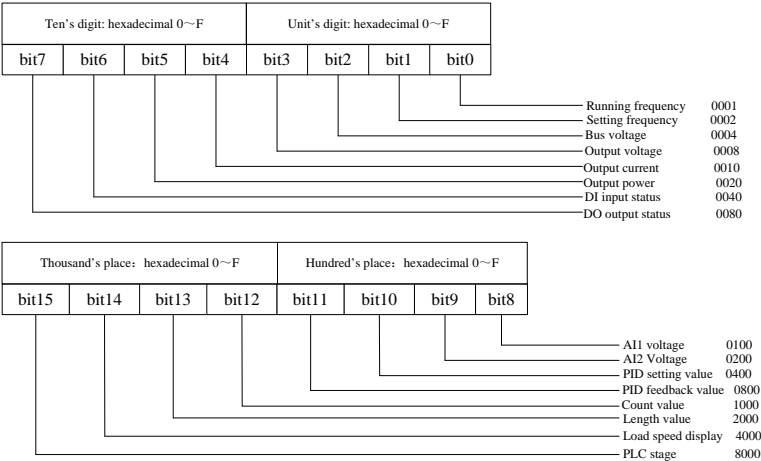 Ten's digit: hexadecimal 0～F Unit's digit: hexadecimal 0～F
bit7 bit6 bit5 bit4 bit3 bit2 bit1 bit0
Running frequency 0001
Setting frequency 0002
Bus voltage 0004
Output voltage 0008
Output current 0010
Output power 0020
DI input status 0040
DO output status 0080
Thousand's place：hexadecimal 0～F Hundred's place：hexadecimal 0～F
bit15 bit14 bit13 bit12 bit11 bit10 bit9 bit8
AI1 voltage 0100
AI2 Voltage 0200
PID setting value 0400
PID feedback value 0800
Count value 1000
Length value 2000
Load speed display 4000
PLC stage 8000